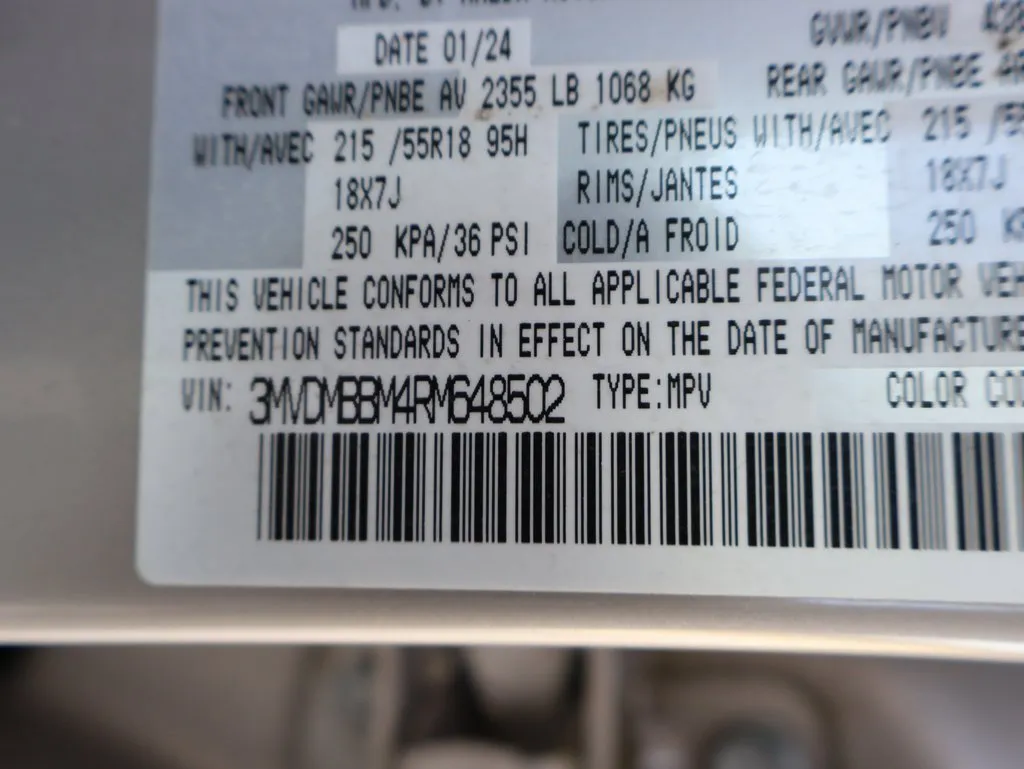 DATE 01/24 GVWR/PNBV
FRONT GAWR/PNBE AV 2355 LB 1068 KG REAR GAWR/PNBE
WITH/AVEC 215 /55R18 95H TIRES/PNEUS WITH/AVEC 215
18X7J RIMS/JANTES 18X7J
250 KPA/36 PSI COLD/A FROID 250
THIS VEHICLE CONFORMS TO ALL APPLICABLE FEDERAL MOTOR VEH
PREVENTION STANDARDS IN EFFECT ON THE DATE OF MANUFACTURE
VIN: 3MVDMBBM4RM648502 TYPE:MPV COLOR